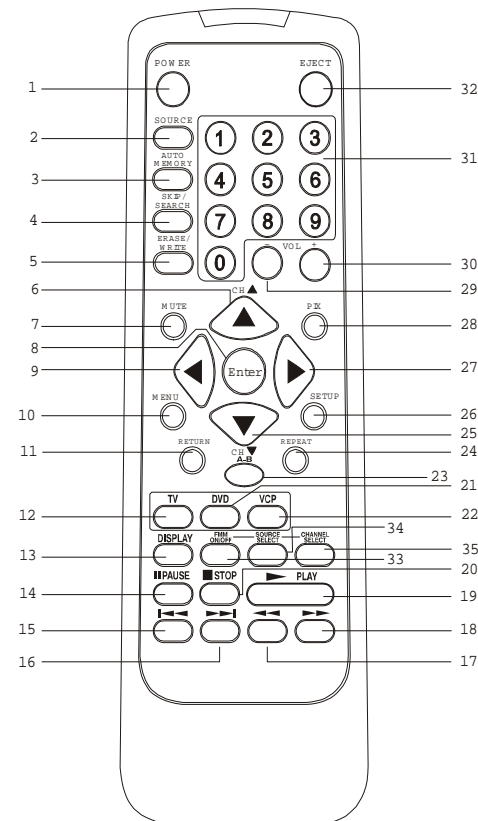 POWER EJECT
1 32
SOURCE
2 1 2 3
31
AUTO
MEMORY
3 4 5 6
SKIP/
SEARCH
4 7 8 9
ERASE/
WRITE
5 0 - VOL + 30
29
6 CH ▲
MUTE PIX
7 28
8
9 Enter 27
MENU SETUP
10 26
25
RETURN CH ▼ REPEAT
11 A-B 24
23
21
TV DVD VCP
12 22
34
DISPLAY FMM ON/OFF SOURCE SELECT CHANNEL SELECT
13 35
33
20
PAUSE STOP PLAY
14 19
15 18
16 17